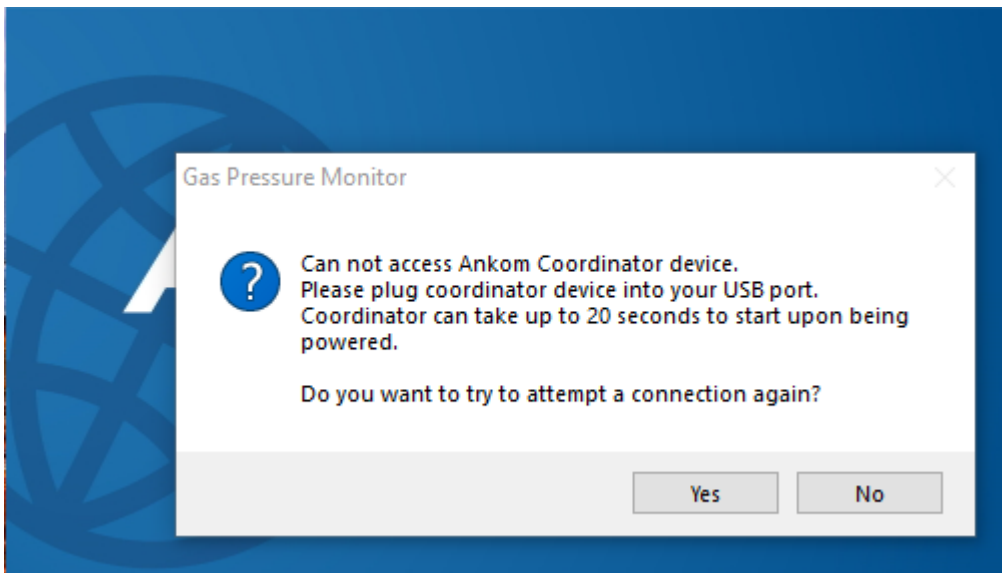 Gas Pressure Monitor
Can not access Ankom Coordinator device.
Please plug coordinator device into your USB port.
Coordinator can take up to 20 seconds to start upon being
powered.
Do you want to try to attempt a connection again?
Yes
No